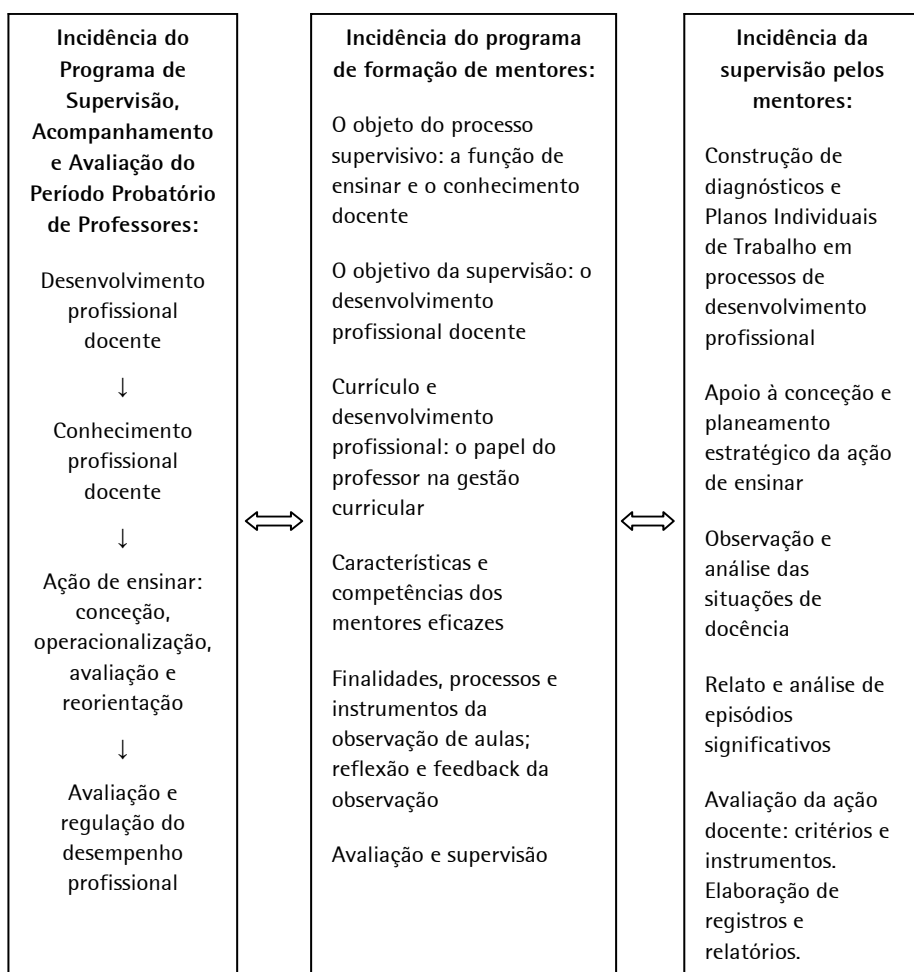 Incidência do
Programa de
Supervisão,
Acompanhamento
e Avaliação do
Período Probatório
de Professores:
Desenvolvimento
profissional
docente
↓
Conhecimento
profissional
docente
↓
Ação de ensinar:
conceção,
operacionalização,
avaliação e
reorientação
↓
Avaliação e
regulação do
desempenho
profissional
Incidência do programa
de formação de mentores:
O objeto do processo
supervisivo: a função de
ensinar e o conhecimento
docente
O objetivo da supervisão: o
desenvolvimento
profissional docente
Currículo e
desenvolvimento
profissional: o papel do
professor na gestão
curricular
Características e
competências dos
mentores eficazes
Finalidades, processos e
instrumentos da
observação de aulas;
reflexão e feedback da
observação
Avaliação e supervisão
Incidência da
supervisão pelos
mentores:
Construção de
diagnósticos e
Planos Individuais
de Trabalho em
processos de
desenvolvimento
profissional
Apoio à conceção e
planeamento
estratégico da ação
de ensinar
Observação e
análise das
situações de
docência
Relato e análise de
episódios
significativos
Avaliação da ação
docente: critérios e
instrumentos.
Elaboração de
registros e
relatórios.